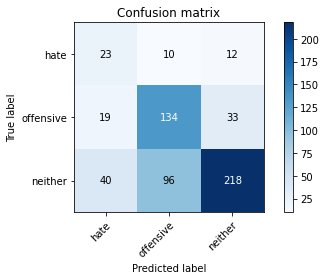 Confusion matrix
hate 23 10 12
offensive 19 134 33
neither 40 96 218
hate offensive neither
True label
Predicted label
200
175
150
125
100
75
50
25